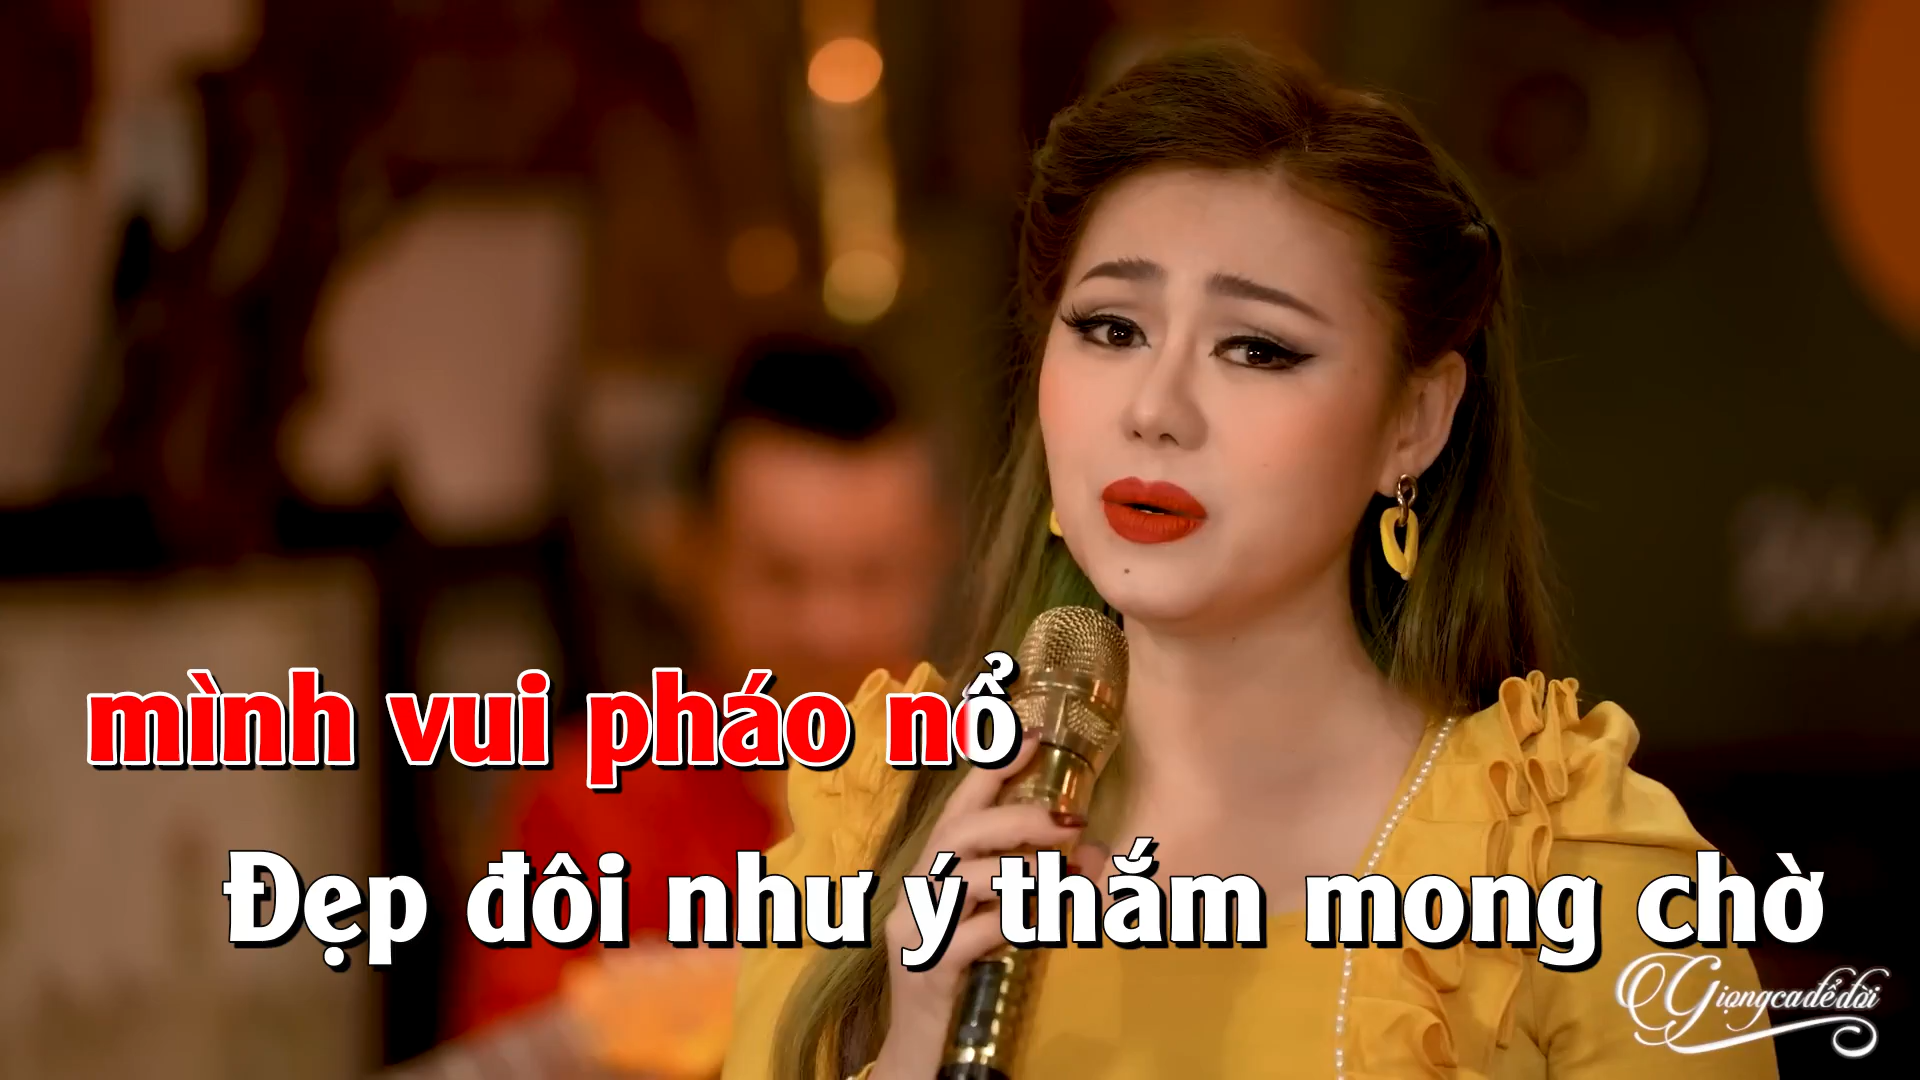 mình vui pháo nổ
Đẹp đôi như ý thắm mong chờ
Giọngcađểđời